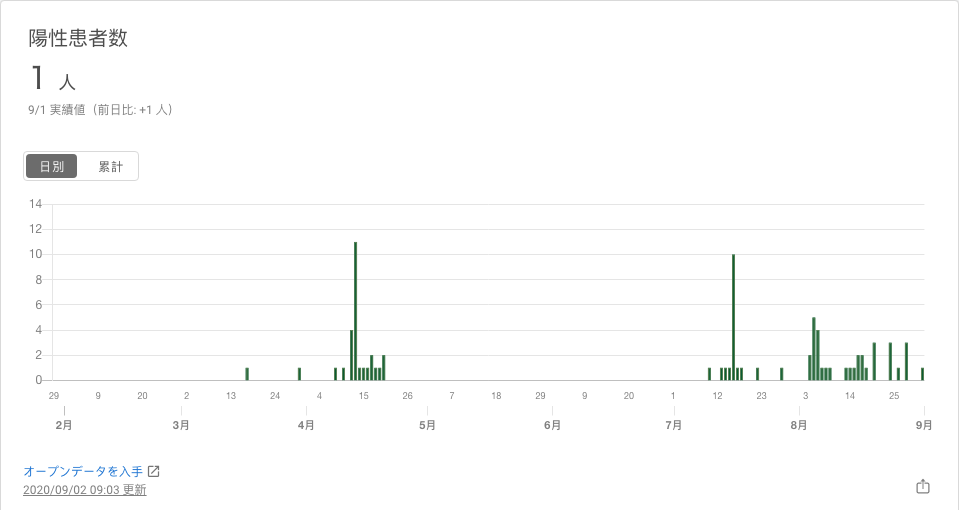 陽性患者数
1 人
9/1 実績値（前日比: +1 人）
日別 累計
14
12
10
8
6
4
2
0
29 9 20 2 13 24 4 15 26 7 18 29 9 20 1 12 23 3 14 25
2月 3月 4月 5月 6月 7月 8月 9月
オープンデータを入手
2020/09/02 09:03 更新